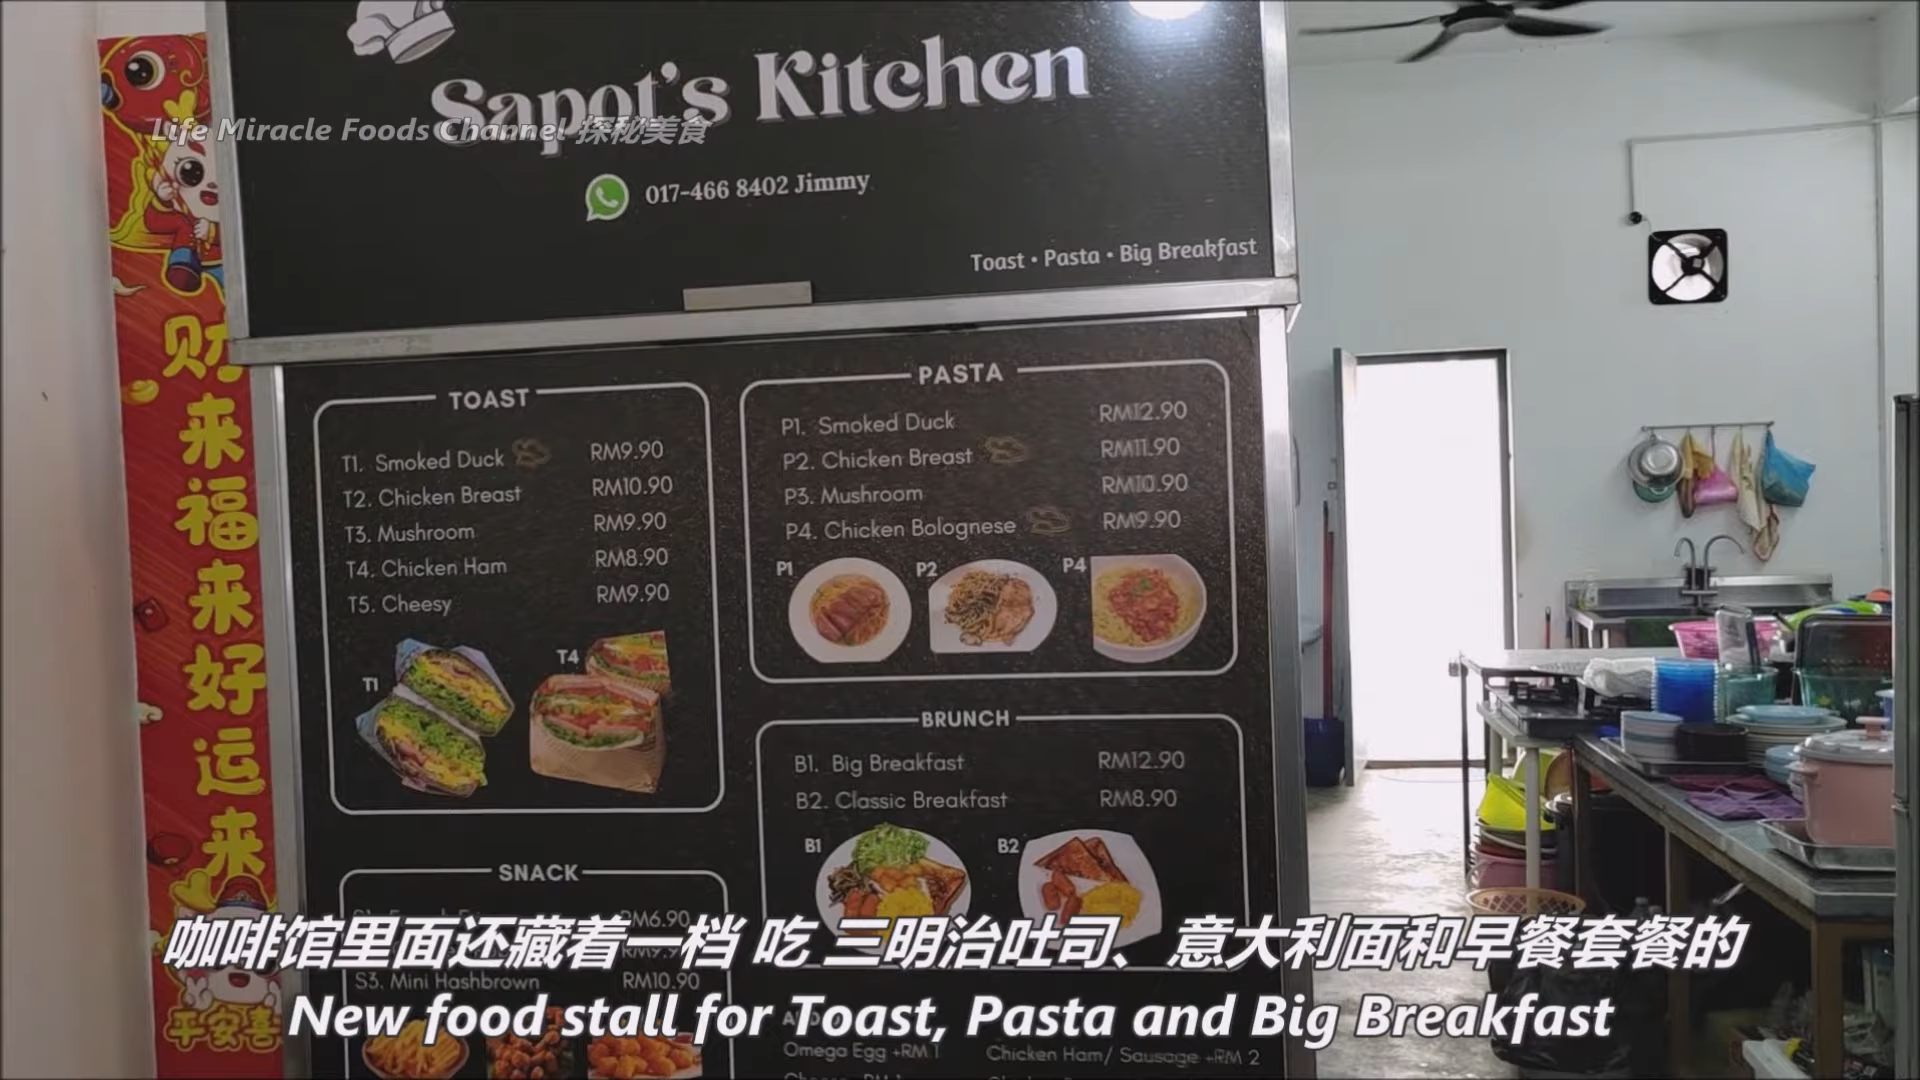 Sapot's Kitchen
Life Miracle Foods Channel 探秘美食
017-466 8402 Jimmy
Toast • Pasta • Big Breakfast
财来福来好运来
平安喜
TOAST
T1. Smoked Duck RM9.90
T2. Chicken Breast RM10.90
T3. Mushroom RM9.90
T4. Chicken Ham RM8.90
T5. Cheesy RM9.90
T1
T4
PASTA
P1. Smoked Duck RM12.90
P2. Chicken Breast RM11.90
P3. Mushroom RM10.90
P4. Chicken Bolognese RM9.90
P1
P2
P4
BRUNCH
B1. Big Breakfast RM12.90
B2. Classic Breakfast RM8.90
B1
B2
SNACK
RM6.90
S3. Mini Hashbrown RM10.90
Omega Egg +RM 1
Chicken Ham/ Sausage +RM 2
咖啡馆里面还藏着一档 吃 三明治吐司、意大利面和早餐套餐的
New food stall for Toast, Pasta and Big Breakfast